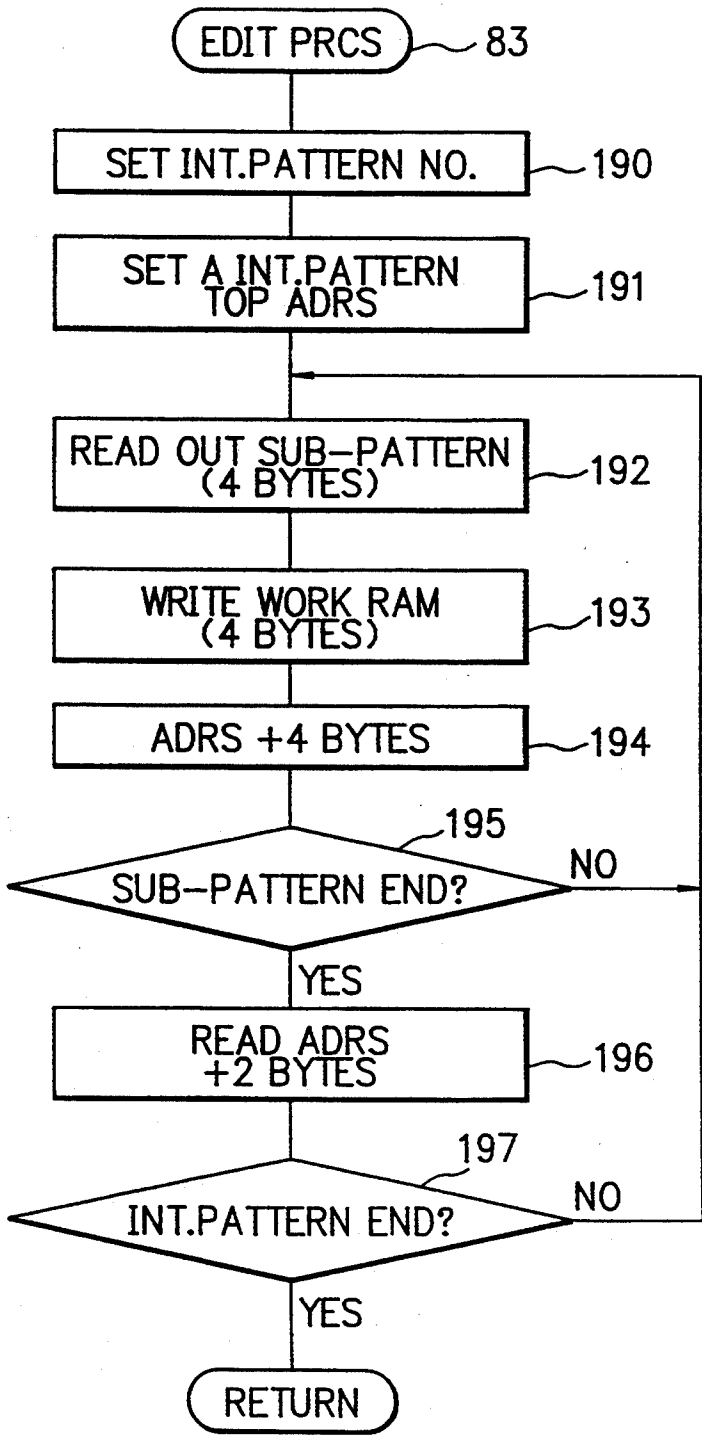 EDIT PRCS 83
SET INT.PATTERN NO. 190
SET A INT.PATTERN
TOP ADRS
191
READ OUT SUB-PATTERN
(4 BYTES)
192
WRITE WORK RAM
(4 BYTES)
193
ADRS +4 BYTES 194
195
SUB-PATTERN END? NO
YES
READ ADRS
+2 BYTES
196
197
INT.PATTERN END? NO
YES
RETURN